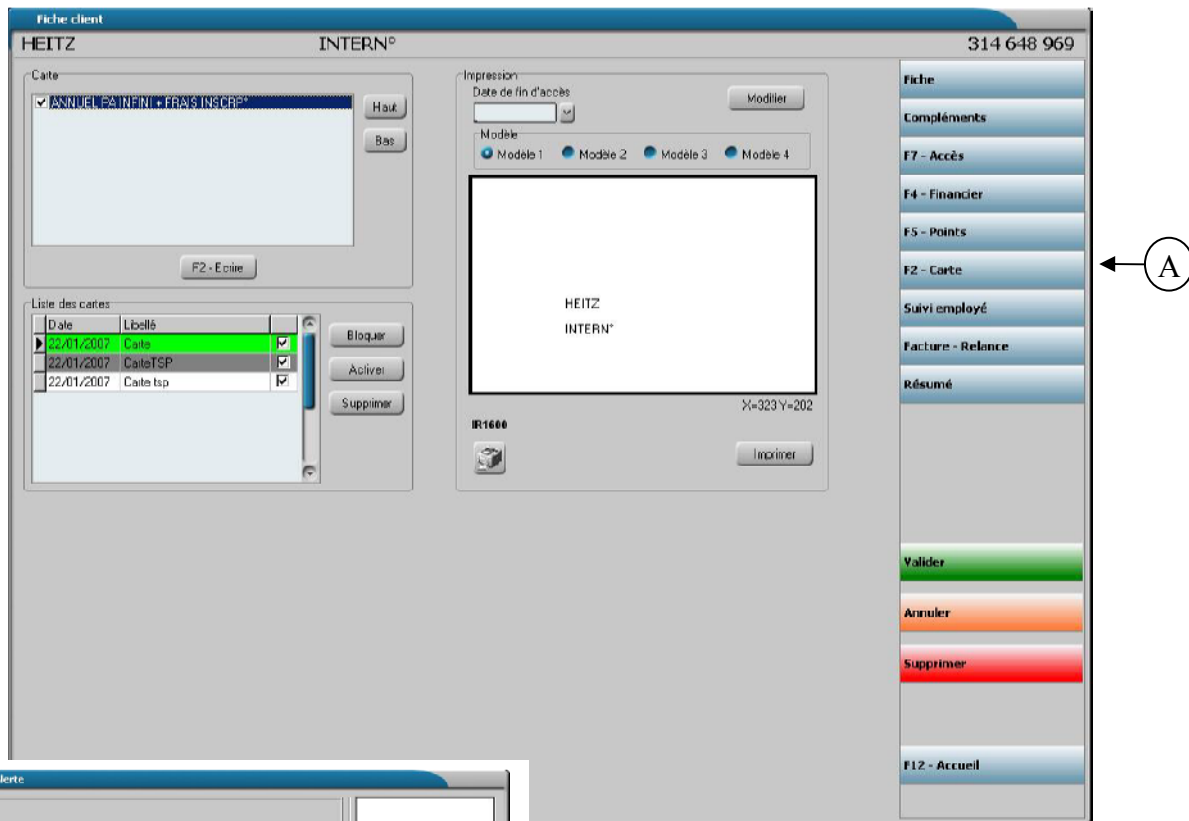 Fiche client
HEITZ INTERN° 314 648 969
Carte
ANNUEL PA INFINI + FRAIS INSCRP°
Haut
Bas
F2 - Ecrire
Liste des cartes
Date Libellé
22/01/2007 Carte
22/01/2007 CarteTSP
22/01/2007 Carte tsp
Bloquer
Activer
Supprimer
Impression
Date de fin d'accès
Modifier
Modèle
Modèle 1 Modèle 2 Modèle 3 Modèle 4
HEITZ
INTERN°
X=323 Y=202
IR1600
Imprimer
Fiche
Compléments
F7 - Accès
F4 - Financier
F5 - Points
F2 - Carte
Suivi employé
Facture - Relance
Résumé
Valider
Annuler
Supprimer
F12 - Accueil
A